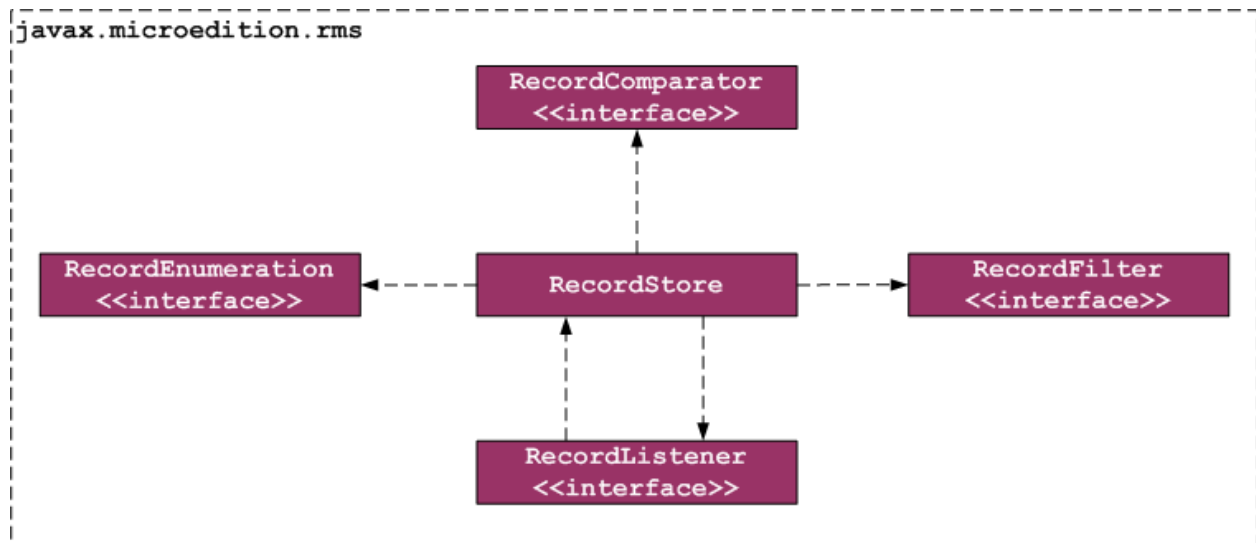 javax.microedition.rms
RecordComparator
<<interface>>
RecordEnumeration
<<interface>>
RecordStore
RecordFilter
<<interface>>
RecordListener
<<interface>>